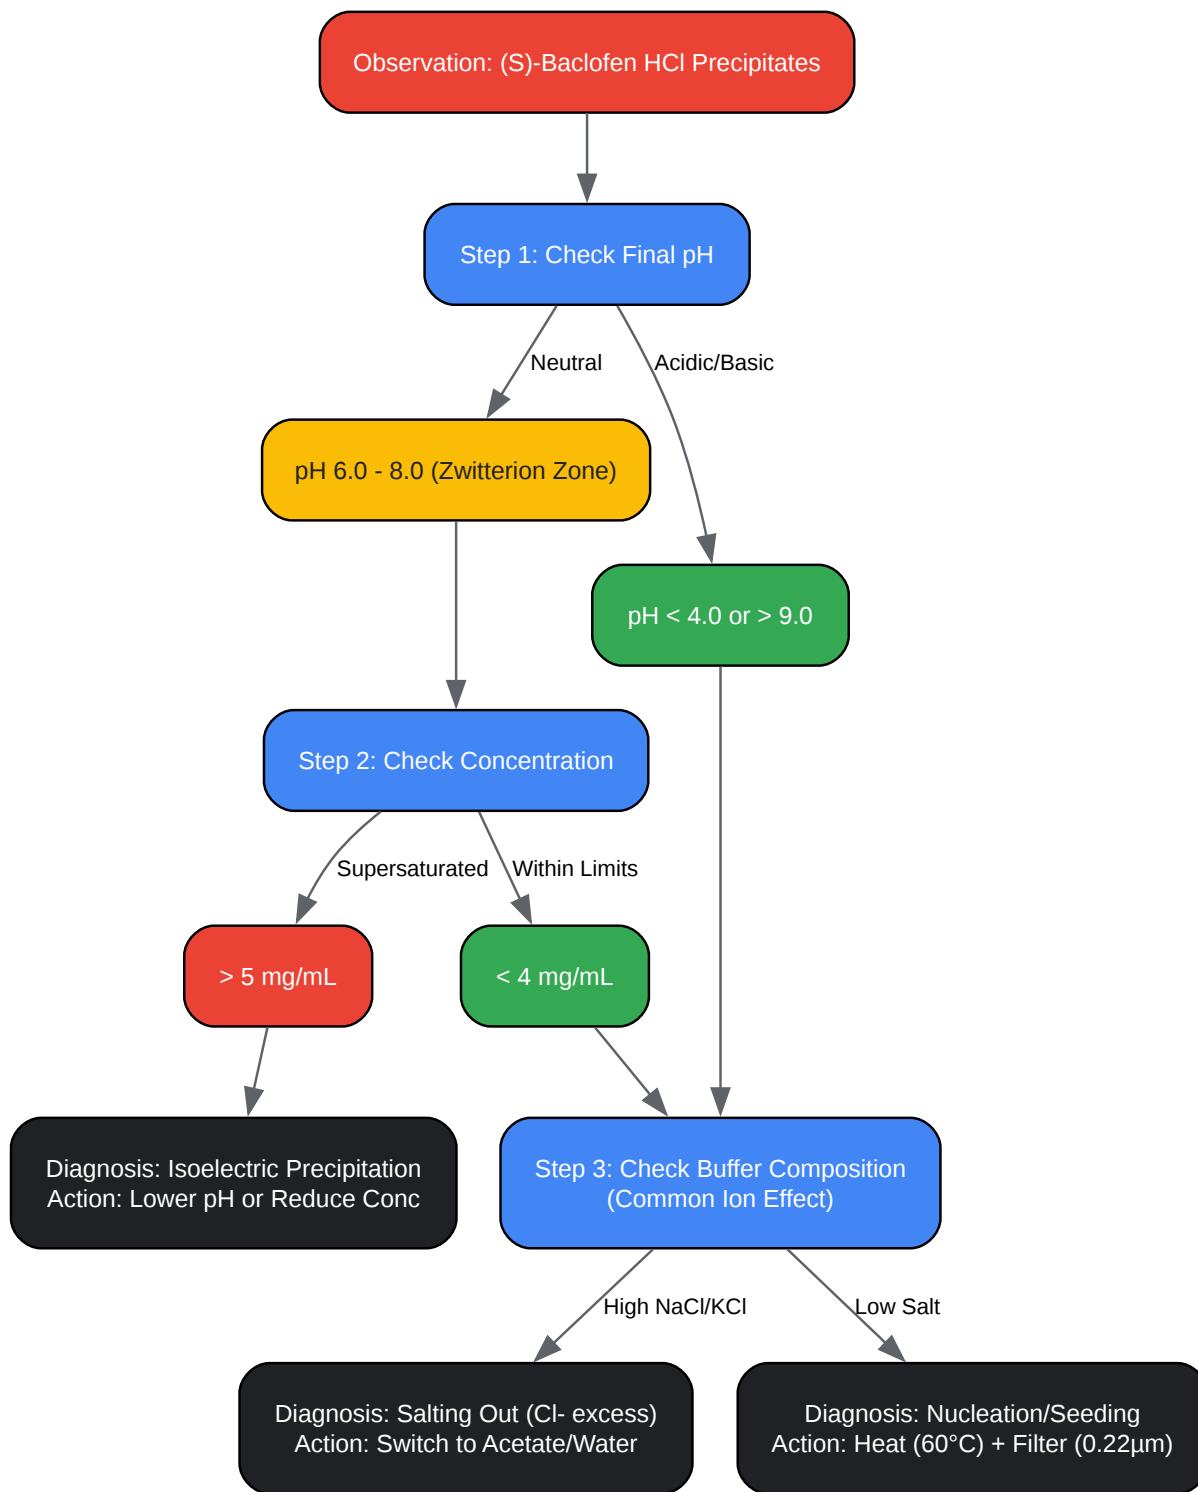 Observation: (S)-Baclofen HCl Precipitates
Step 1: Check Final pH
Neutral
Acidic/Basic
pH 6.0 - 8.0 (Zwitterion Zone)
pH < 4.0 or > 9.0
Step 2: Check Concentration
Supersaturated
Within Limits
> 5 mg/mL
< 4 mg/mL
Diagnosis: Isoelectric Precipitation
Action: Lower pH or Reduce Conc
Step 3: Check Buffer Composition
(Common Ion Effect)
High NaCl/KCl
Low Salt
Diagnosis: Salting Out (Cl- excess)
Action: Switch to Acetate/Water
Diagnosis: Nucleation/Seeding
Action: Heat (60°C) + Filter (0.22µm)